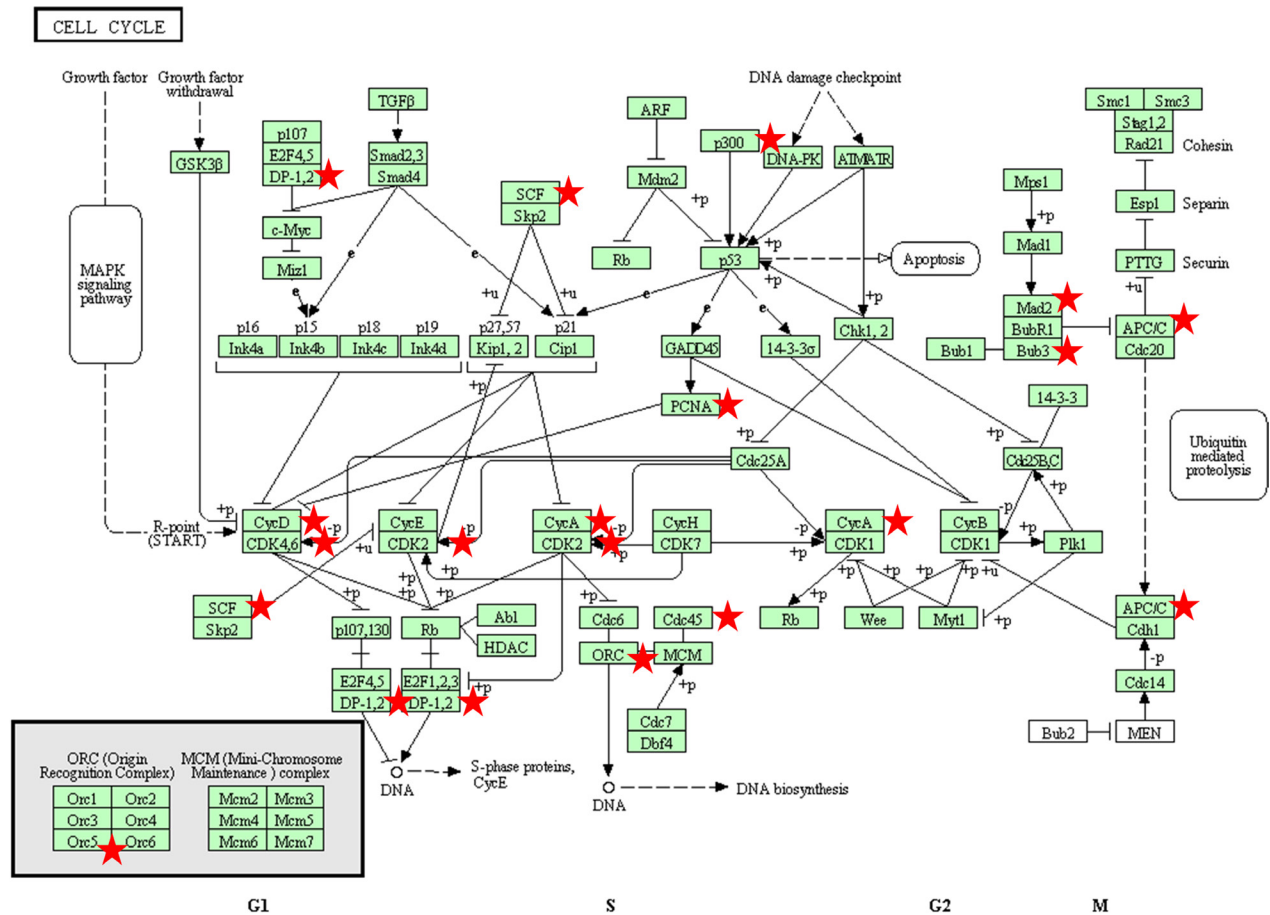 CELL CYCLE
Growth factor
Growth factor
withdrawal
DNA damage checkpoint
TGFβ
ARF
p300
Smc1
Smc3
Stag1,2
Rad21
Cohesin
p107
E2F4,5
DP-1,2
GSK3β
Smad2,3
Smad4
DNA-PK
ATM/ATR
SCF
Skp2
Mdm2
+p
Mps1
+p
Esp1
Separin
c-Myc
Miz1
Rb
p53
+p
Apoptosis
Mad1
PTTG
Securin
MAPK
signaling
pathway
e
e
e
+u
+u
e
e
e
+p
+p
+u
p16
p15
p18
p19
p27,57
p21
Ink4a
Ink4b
Ink4c
Ink4d
Kip1, 2
Cip1
GADD45
14-3-3σ
Chk1, 2
Mad2
BubR1
Bub3
Bub1
APC/C
Cdc20
+p
PCNA
14-3-3
+p
+p
Cdc25A
Cdc25B,C
Ubiquitin
mediated
proteolysis
R-point
(START)
+p
CycD
CDK4,6
-p
+u
CycE
CDK2
-p
CycA
CDK2
-p
+p
CycH
CDK7
-p
+p
CycA
CDK1
CycB
CDK1
-p
+p
Plk1
+p
+p
+p
+p
+p
+p
+p
+p
+u
SCF
Skp2
p107,130
Rb
Abl
HDAC
Cdc6
Cdc45
ORC
MCM
Rb
Wee
Myt1
+p
APC/C
Cdh1
-p
E2F4,5
DP-1,2
E2F1,2,3
DP-1,2
+p
+p
Cdc7
Dbf4
Cdc14
Bub2
MEN
DNA
S-phase proteins,
CycE
DNA
DNA biosynthesis
ORC (Origin
Recognition Complex)
MCM (Mini-Chromosome
Maintenance ) complex
Orc1
Orc2
Mcm2
Mcm3
Orc3
Orc4
Mcm4
Mcm5
Orc5
Orc6
Mcm6
Mcm7
G1
S
G2
M